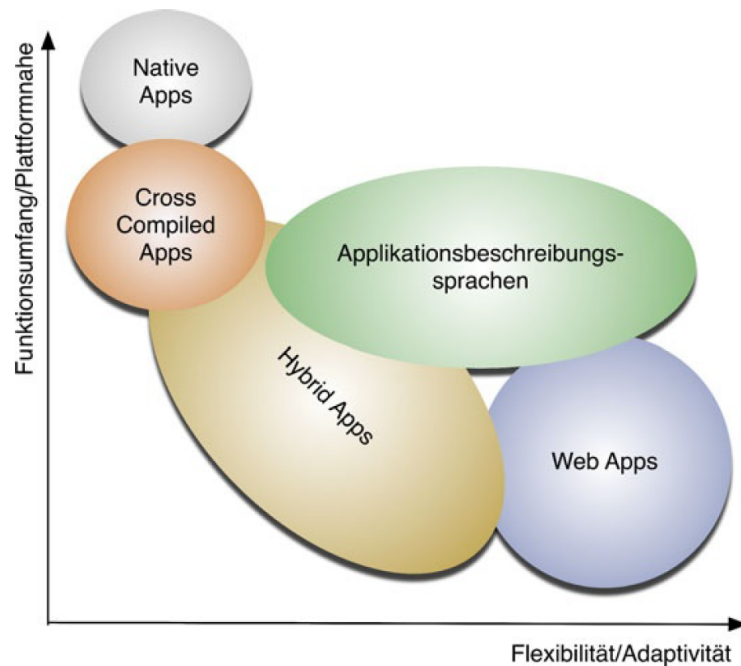 Funktionsumfang/Plattformnahe
Native
Apps
Cross
Compiled
Apps
Applikationsbeschreibungs-
sprachen
Hybrid Apps
Web Apps
Flexibilität/Adaptivität